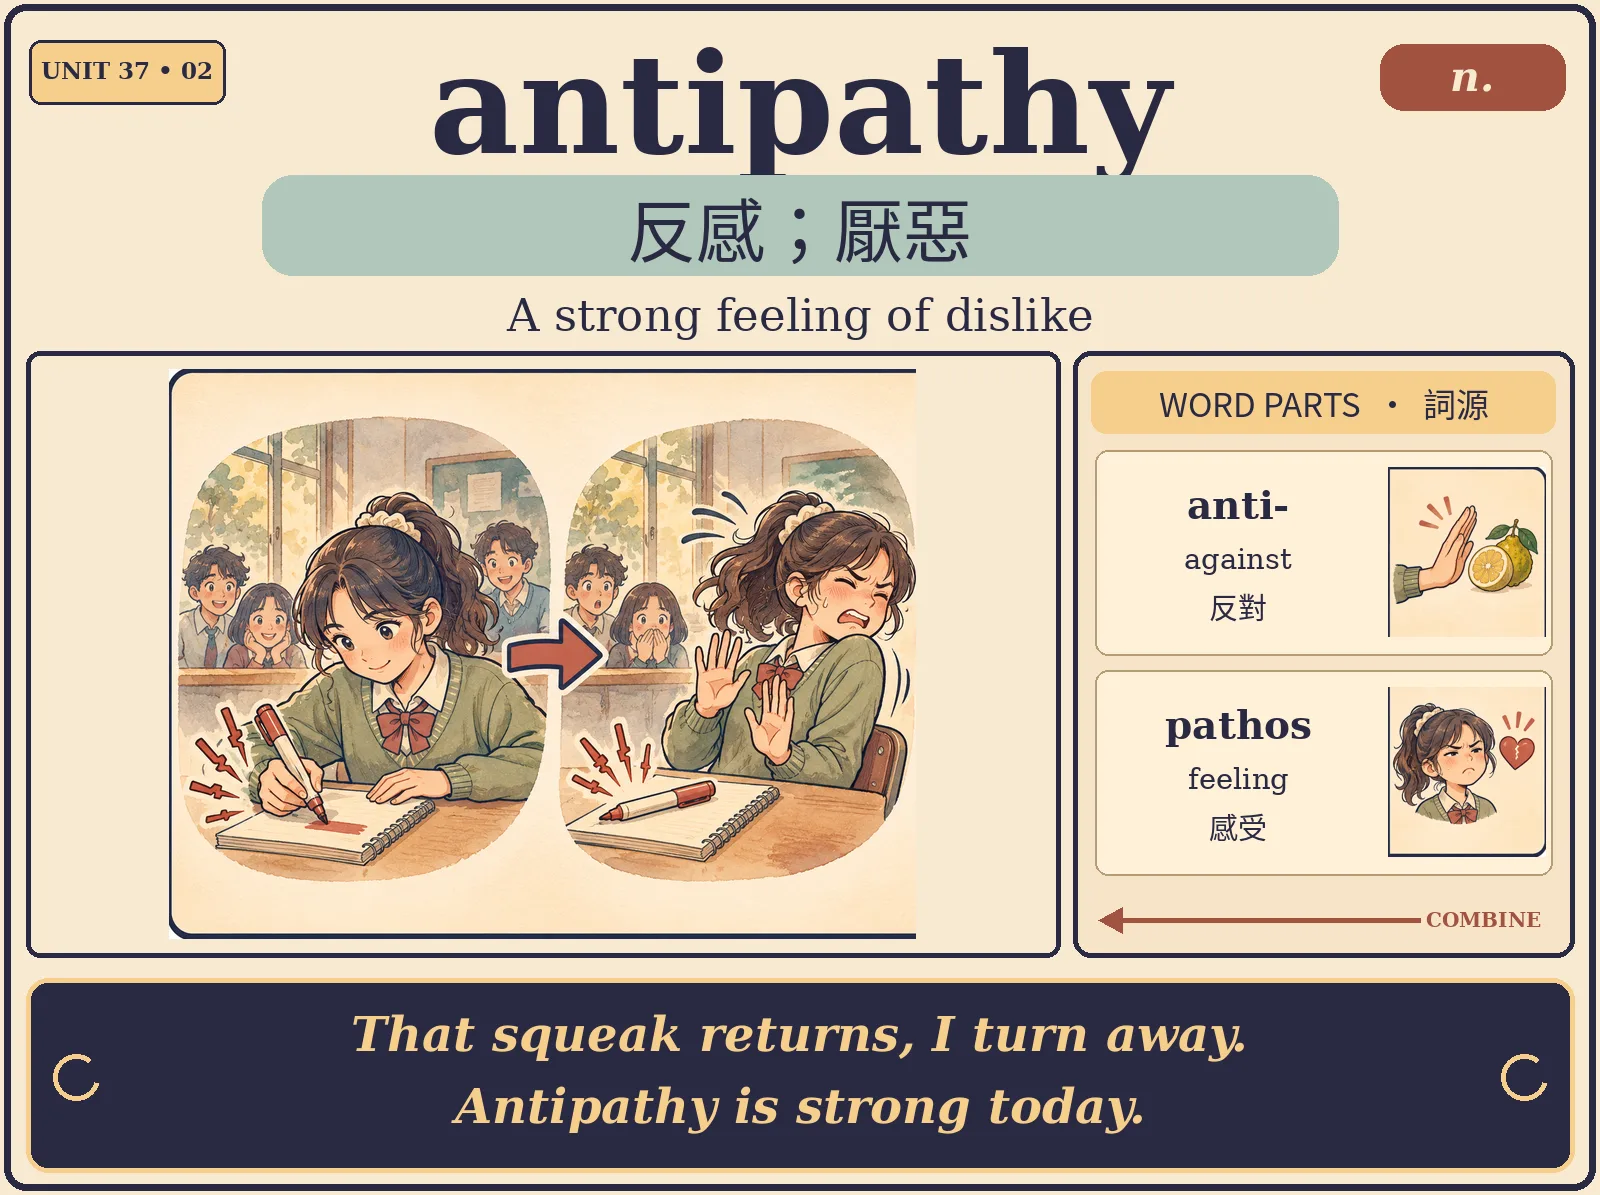 UNIT 37 • 02
antipathy
n.
反感；厭惡
A strong feeling of dislike
WORD PARTS • 詞源
anti-
against
反對
pathos
feeling
感受
COMBINE
That squeak returns, I turn away.
Antipathy is strong today.